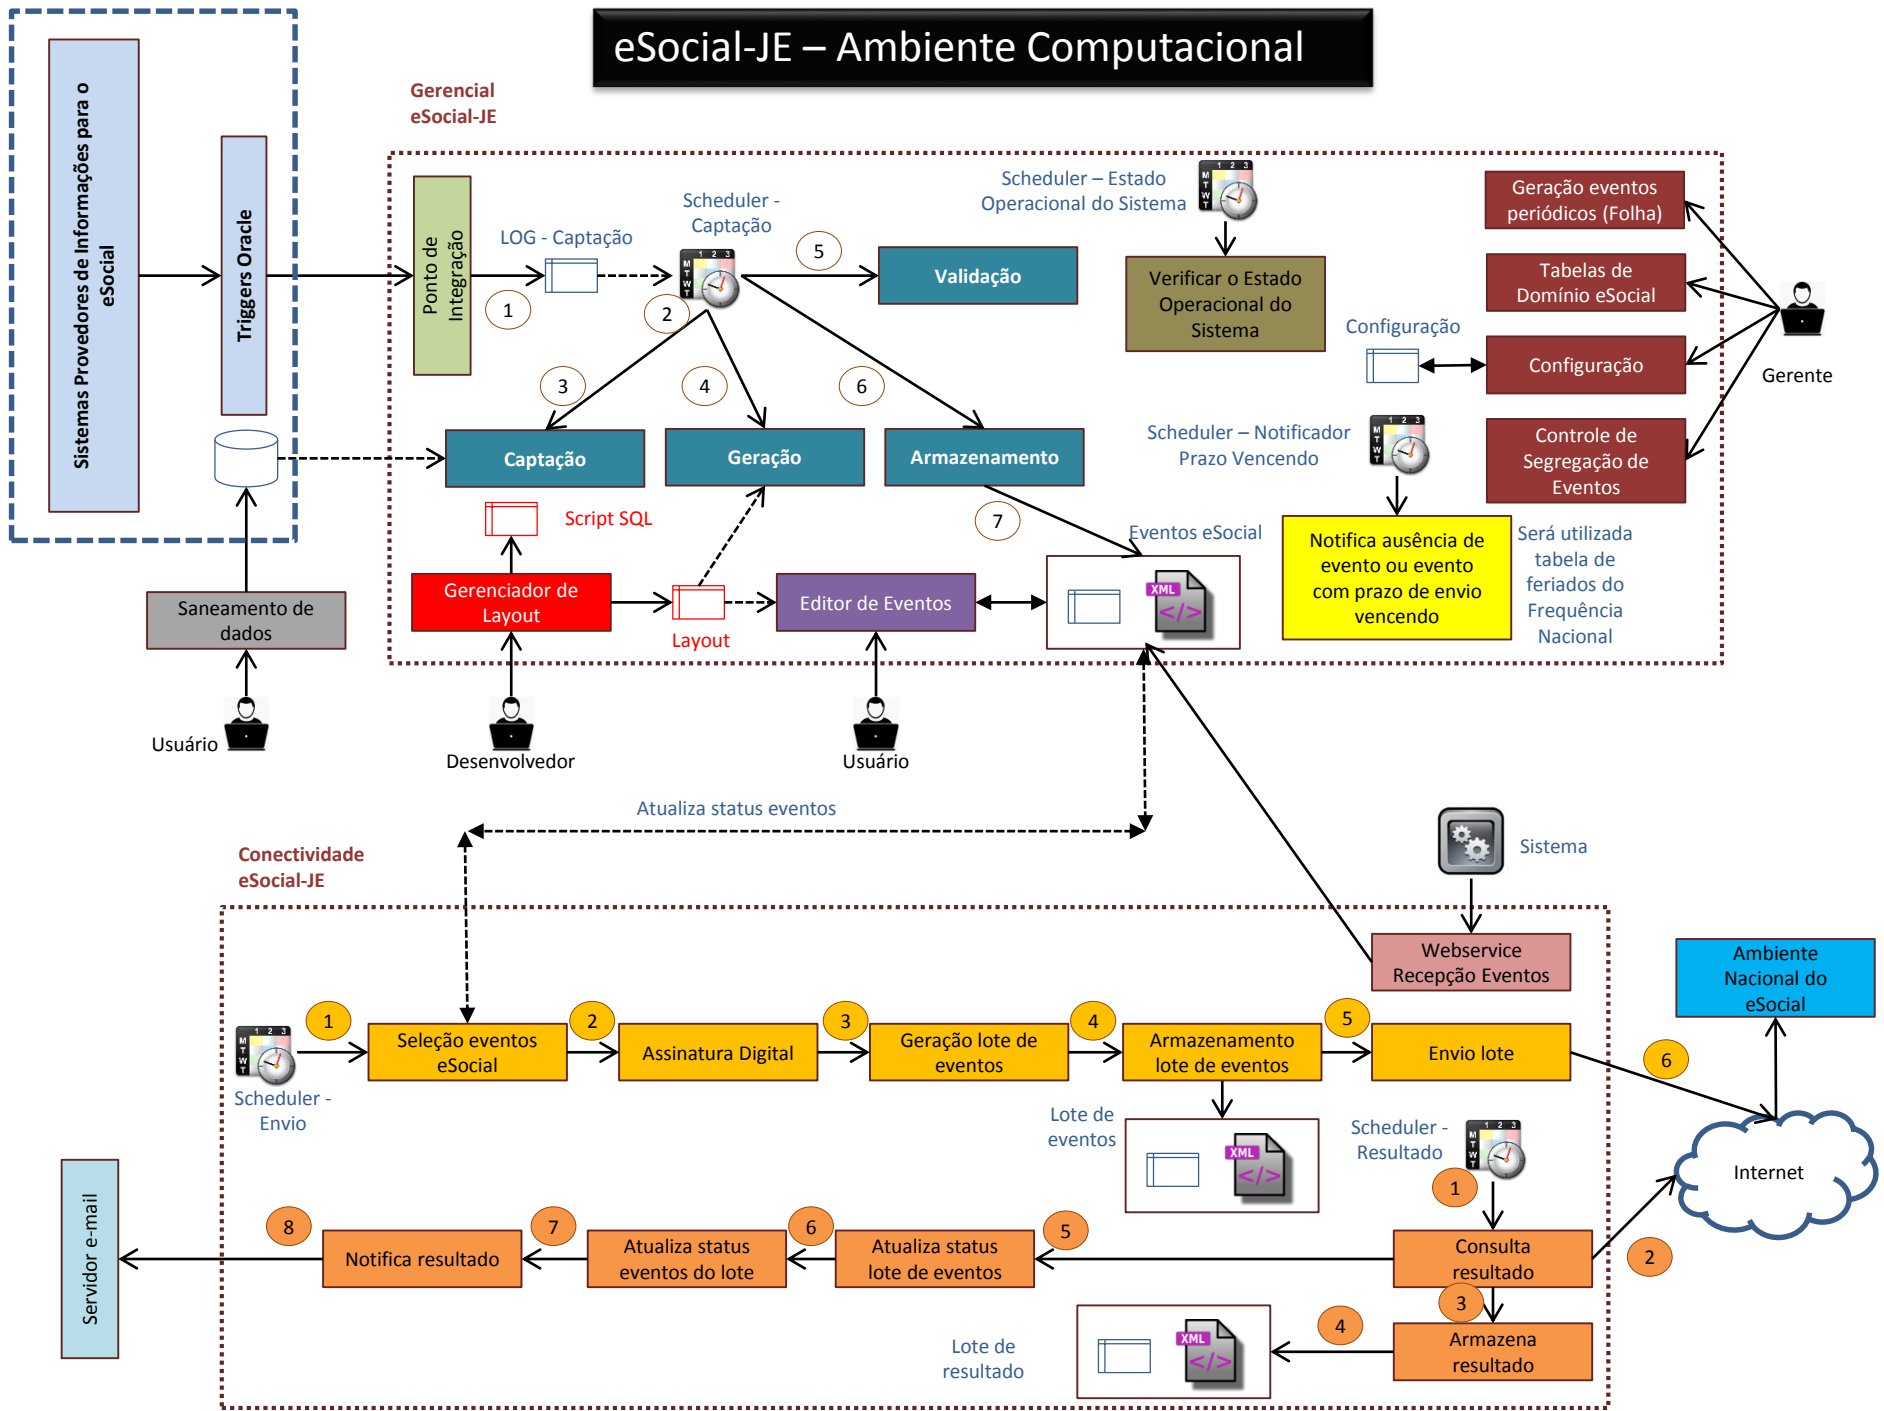 eSocial-JE – Ambiente Computacional
Sistemas Provedores de Informações para o
eSocial
Triggers Oracle
Saneamento de
dados
Usuário
Gerencial
eSocial-JE
Ponto de
Integração
1
LOG - Captação
Scheduler -
Captação
2
3
4
5
6
7
Validação
Captação
Geração
Armazenamento
Script SQL
Gerenciador de
Layout
Layout
Editor de Eventos
Eventos eSocial
XML
</>
Desenvolvedor
Usuário
Scheduler – Estado
Operacional do Sistema
1 2 3
M
T
W
T
Verificar o Estado
Operacional do
Sistema
Configuração
Scheduler – Notificador
Prazo Vencendo
Notifica ausência de
evento ou evento
com prazo de envio
vencendo
Será utilizada
tabela de
feriados do
Frequência
Nacional
Geração eventos
periódicos (Folha)
Tabelas de
Domínio eSocial
Configuração
Controle de
Segregação de
Eventos
Gerente
Atualiza status eventos
Conectividade
eSocial-JE
Sistema
Webservice
Recepção Eventos
Ambiente
Nacional do
eSocial
Scheduler -
Envio
1
Seleção eventos
eSocial
2
Assinatura Digital
3
Geração lote de
eventos
4
Armazenamento
lote de eventos
5
Envio lote
6
Internet
Lote de
eventos
XML
</>
Scheduler -
Resultado
1
Consulta
resultado
2
3
Armazena
resultado
4
Lote de
resultado
XML
</>
5
Atualiza status
lote de eventos
6
Atualiza status
eventos do lote
7
Notifica resultado
8
Servidor e-mail